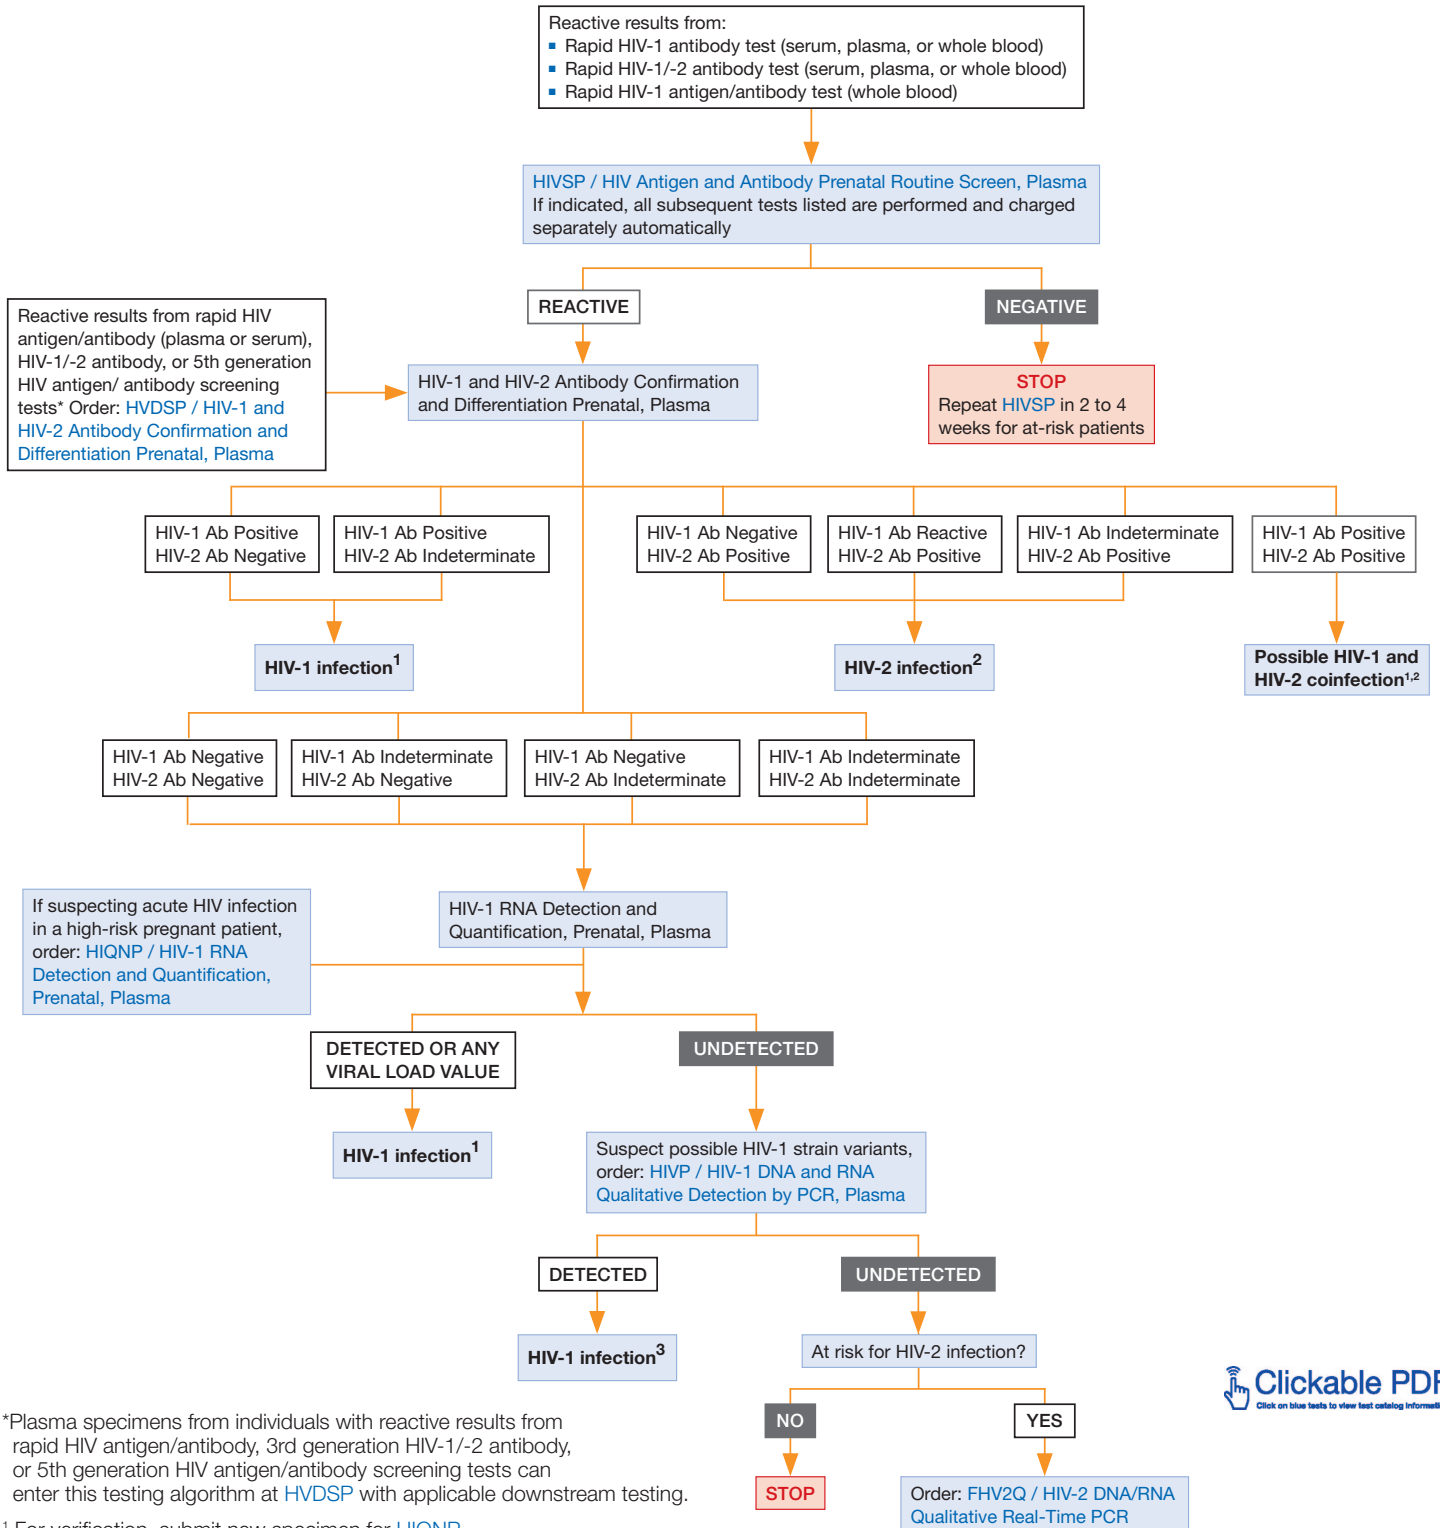 Reactive results from:
▪ Rapid HIV-1 antibody test (serum, plasma, or whole blood)
▪ Rapid HIV-1/-2 antibody test (serum, plasma, or whole blood)
▪ Rapid HIV-1 antigen/antibody test (whole blood)
HIVSP / HIV Antigen and Antibody Prenatal Routine Screen, Plasma
If indicated, all subsequent tests listed are performed and charged
separately automatically
REACTIVE
NEGATIVE
Reactive results from rapid HIV
antigen/antibody (plasma or serum),
HIV-1/-2 antibody, or 5th generation
HIV antigen/ antibody screening
tests* Order: HVDSP / HIV-1 and
HIV-2 Antibody Confirmation and
Differentiation Prenatal, Plasma
HIV-1 and HIV-2 Antibody Confirmation
and Differentiation Prenatal, Plasma
STOP
Repeat HIVSP in 2 to 4
weeks for at-risk patients
HIV-1 Ab Positive
HIV-2 Ab Negative
HIV-1 Ab Positive
HIV-2 Ab Indeterminate
HIV-1 Ab Negative
HIV-2 Ab Positive
HIV-1 Ab Reactive
HIV-2 Ab Positive
HIV-1 Ab Indeterminate
HIV-2 Ab Positive
HIV-1 Ab Positive
HIV-2 Ab Positive
HIV-1 infection¹
HIV-2 infection²
Possible HIV-1 and
HIV-2 coinfection¹,²
HIV-1 Ab Negative
HIV-2 Ab Negative
HIV-1 Ab Indeterminate
HIV-2 Ab Negative
HIV-1 Ab Negative
HIV-2 Ab Indeterminate
HIV-1 Ab Indeterminate
HIV-2 Ab Indeterminate
If suspecting acute HIV infection
in a high-risk pregnant patient,
order: HIQNP / HIV-1 RNA
Detection and Quantification,
Prenatal, Plasma
HIV-1 RNA Detection and
Quantification, Prenatal, Plasma
DETECTED OR ANY
VIRAL LOAD VALUE
UNDETECTED
HIV-1 infection¹
Suspect possible HIV-1 strain variants,
order: HIVP / HIV-1 DNA and RNA
Qualitative Detection by PCR, Plasma
DETECTED
UNDETECTED
HIV-1 infection³
At risk for HIV-2 infection?
Clickable PDF
Click on blue tests to view test catalog information
NO
YES
STOP
Order: FHV2Q / HIV-2 DNA/RNA
Qualitative Real-Time PCR
*Plasma specimens from individuals with reactive results from
rapid HIV antigen/antibody, 3rd generation HIV-1/-2 antibody,
or 5th generation HIV antigen/antibody screening tests can
enter this testing algorithm at HVDSP with applicable downstream testing.
¹ For verification, submit new specimen for HIQNP